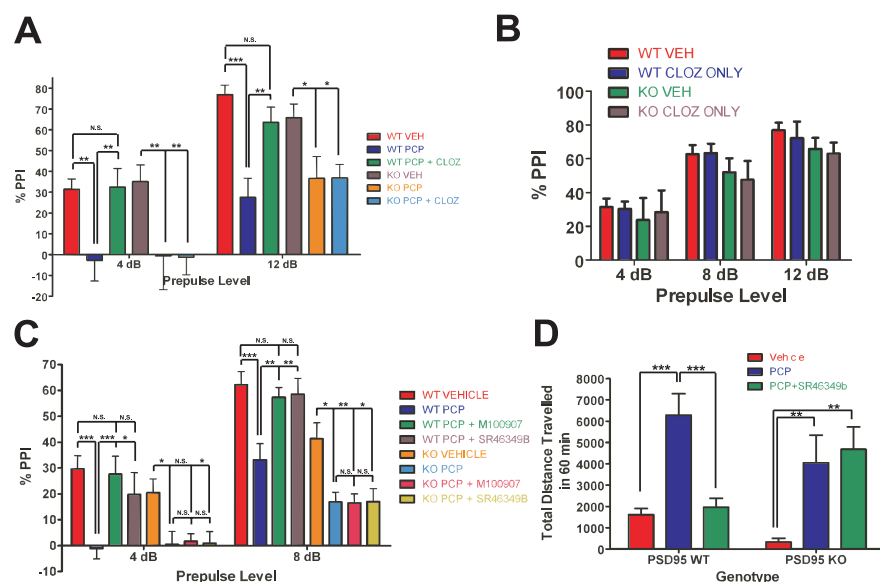 A
N.S.
***
**
*
*
N.S.
**
**
**
**
80
70
60
50
40
30
20
10
0
-10
-20
% PPI
4 dB
12 dB
Prepulse Level
WT VEH
WT PCP
WT PCP + CLOZ
KO VEH
KO PCP
KO PCP + CLOZ
B
WT VEH
WT CLOZ ONLY
KO VEH
KO CLOZ ONLY
100
80
60
40
20
0
% PPI
4 dB
8 dB
12 dB
Prepulse Level
C
N.S.
N.S.
***
**
**
*
**
*
N.S.
N.S.
N.S.
N.S.
***
***
*
*
N.S.
*
N.S.
N.S.
70
60
50
40
30
20
10
0
% PPI
4 dB
8 dB
Prepulse Level
WT VEHICLE
WT PCP
WT PCP + M100907
WT PCP + SR46349B
KO VEHICLE
KO PCP
KO PCP + M100907
KO PCP + SR46349B
D
Veh c e
PCP
PCP+SR46349b
***
***
**
**
8000
7000
6000
5000
4000
3000
2000
1000
0
Total Distance Travelled
in 60 min
PSD95 WT
PSD95 KO
Genotype